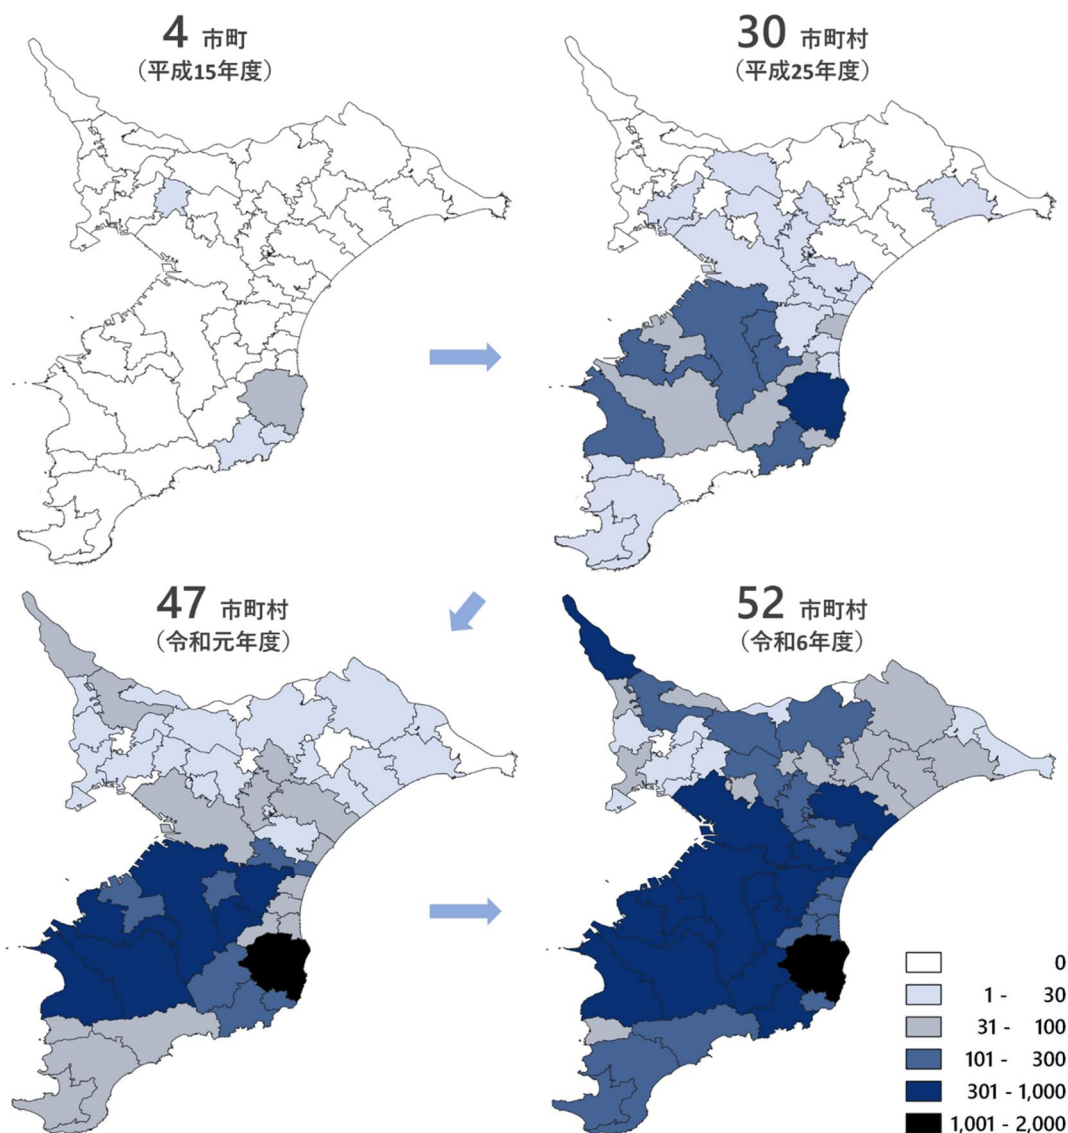 4 市町
（平成15年度）
30 市町村
（平成25年度）
47 市町村
（令和元年度）
52 市町村
（令和6年度）
0
1 - 30
31 - 100
101 - 300
301 - 1,000
1,001 - 2,000